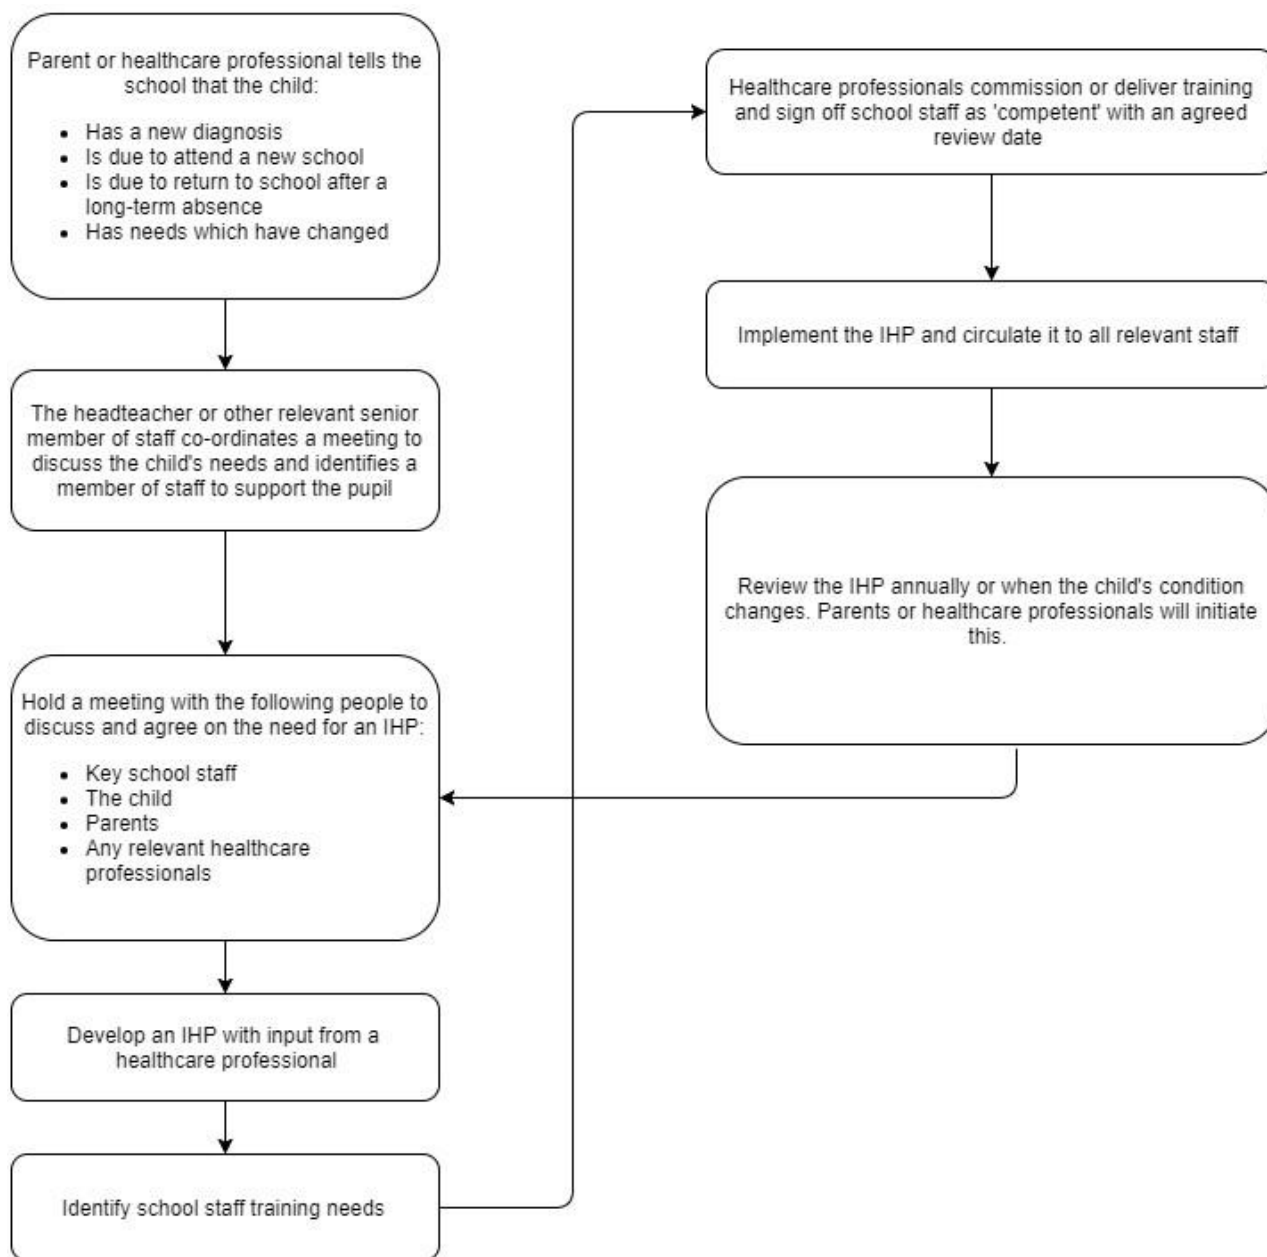 Parent or healthcare professional tells the
school that the child:
• Has a new diagnosis
• Is due to attend a new school
• Is due to return to school after a
long-term absence
• Has needs which have changed
The headteacher or other relevant senior
member of staff co-ordinates a meeting to
discuss the child's needs and identifies a
member of staff to support the pupil
Hold a meeting with the following people to
discuss and agree on the need for an IHP:
• Key school staff
• The child
• Parents
• Any relevant healthcare
professionals
Develop an IHP with input from a
healthcare professional
Identify school staff training needs
Healthcare professionals commission or deliver training
and sign off school staff as 'competent' with an agreed
review date
Implement the IHP and circulate it to all relevant staff
Review the IHP annually or when the child's condition
changes. Parents or healthcare professionals will initiate
this.